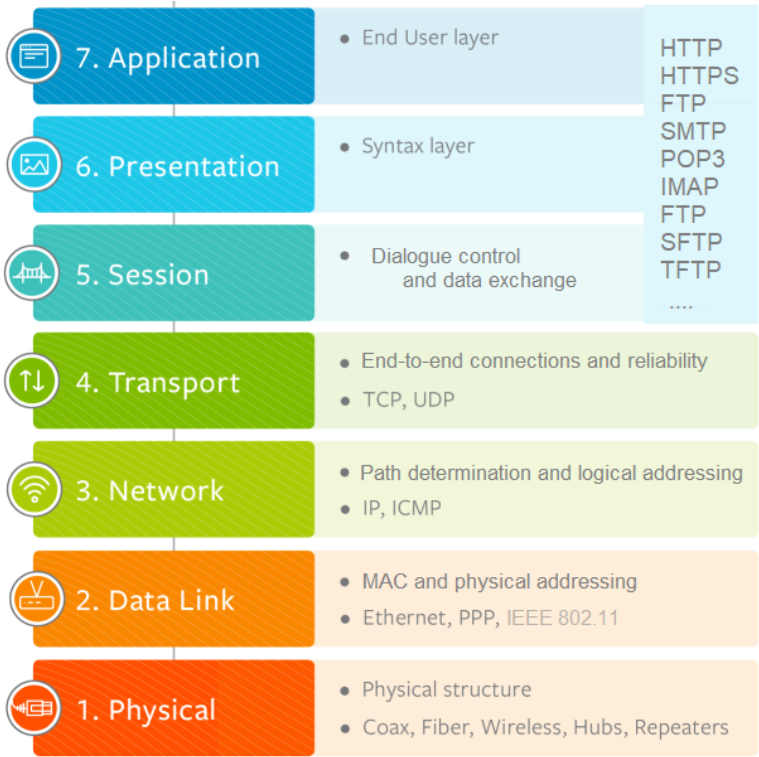 7. Application
• End User layer
6. Presentation
• Syntax layer
5. Session
• Dialogue control
and data exchange
HTTP
HTTPS
FTP
SMTP
POP3
IMAP
FTP
SFTP
TFTP
.....
4. Transport
• End-to-end connections and reliability
• TCP, UDP
3. Network
• Path determination and logical addressing
• IP, ICMP
2. Data Link
• MAC and physical addressing
• Ethernet, PPP, IEEE 802.11
1. Physical
• Physical structure
• Coax, Fiber, Wireless, Hubs, Repeaters